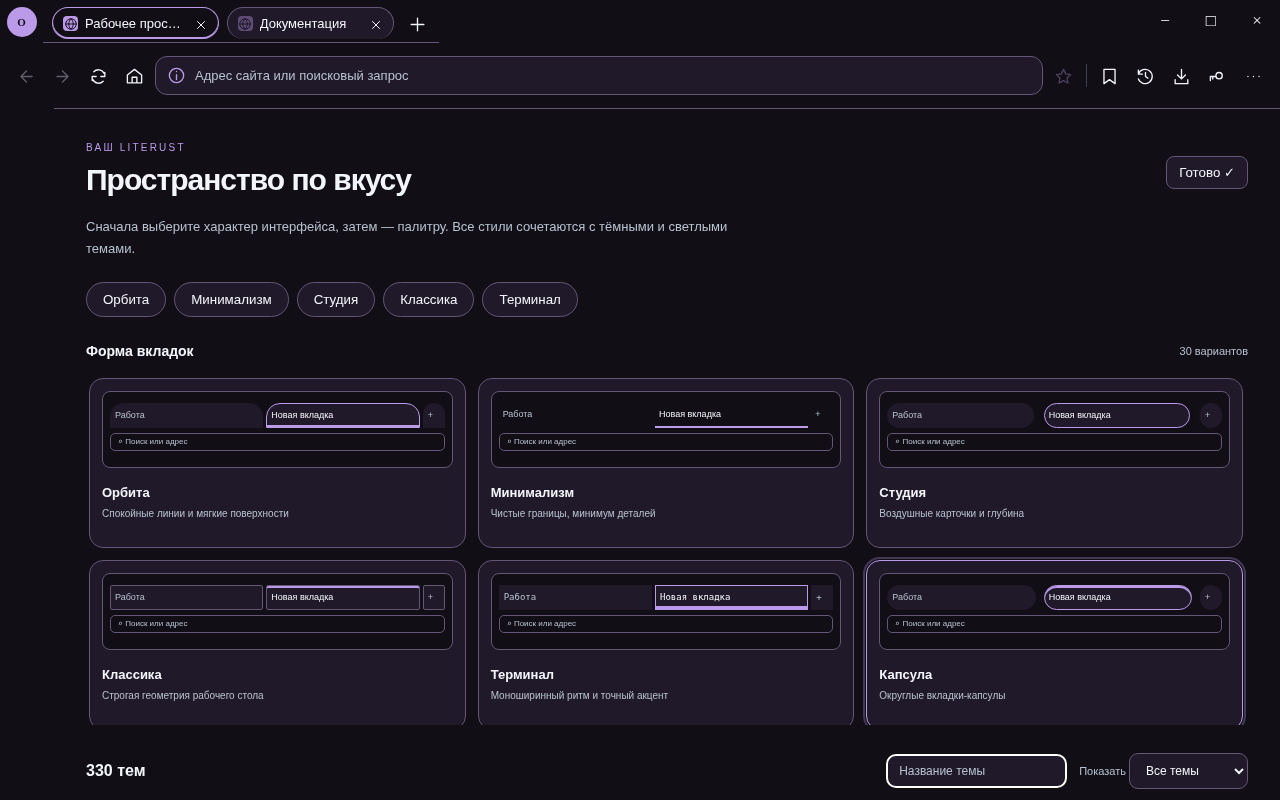 O
Рабочее прос…
Документация
Адрес сайта или поисковый запрос
ВАШ LITERUST
Пространство по вкусу
Готово ✓
Сначала выберите характер интерфейса, затем — палитру. Все стили сочетаются с тёмными и светлыми
темами.
Орбита Минимализм Студия Классика Терминал
Форма вкладок
30 вариантов
Работа Новая вкладка +
Поиск или адрес
Орбита
Спокойные линии и мягкие поверхности
Работа Новая вкладка +
Поиск или адрес
Минимализм
Чистые границы, минимум деталей
Работа Новая вкладка +
Поиск или адрес
Студия
Воздушные карточки и глубина
Работа Новая вкладка +
Поиск или адрес
Классика
Строгая геометрия рабочего стола
Работа Новая вкладка +
Поиск или адрес
Терминал
Моноширинный ритм и точный акцент
Работа Новая вкладка +
Поиск или адрес
Капсула
Округлые вкладки-капсулы
330 тем
Название темы
Показать Все темы